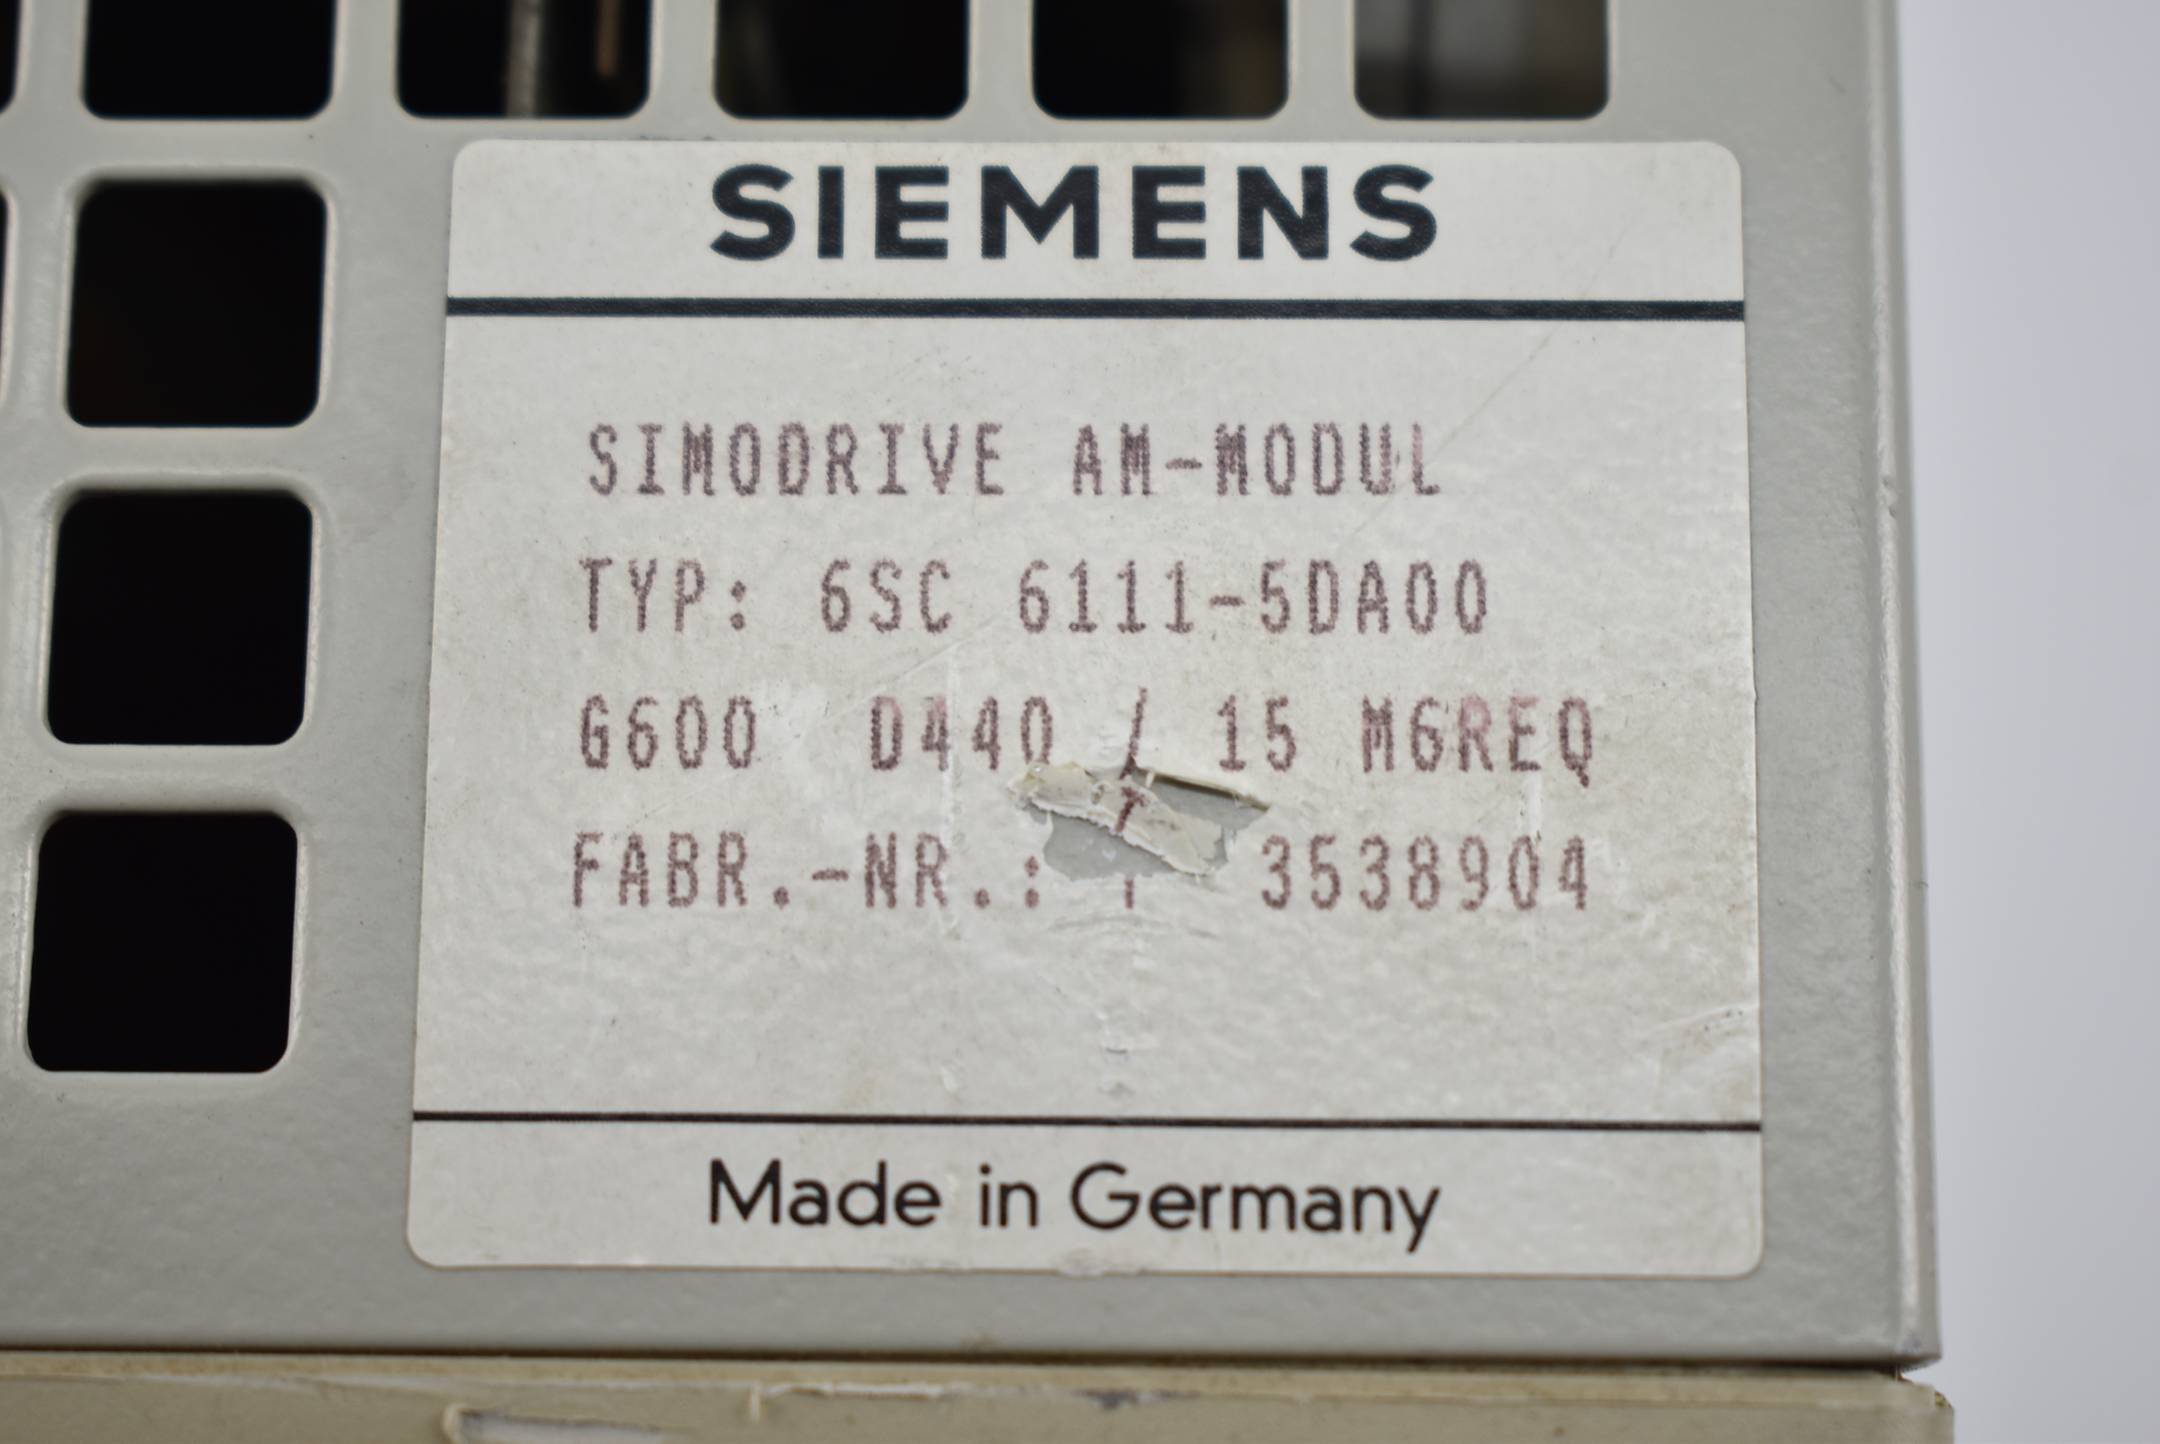 SIEMENS
SIMODRIVE AM-MODUL
TYP: 6SC 6111-5DA00
G600 D440 / 15 M6REQ
FABR.-NR.: T 3538904
Made in Germany